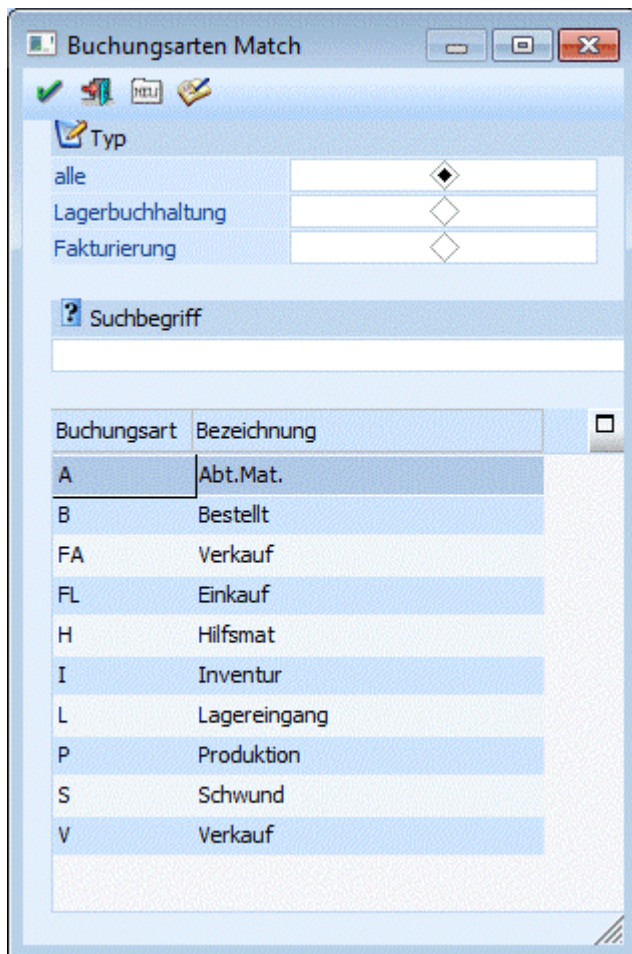 Buchungsarten Match
NEU
Typ
alle
Lagerbuchhaltung
Fakturierung
? Suchbegriff
Buchungsart Bezeichnung
A Abt.Mat.
B Bestellt
FA Verkauf
FL Einkauf
H Hilfsmat
I Inventur
L Lagereingang
P Produktion
S Schwund
V Verkauf